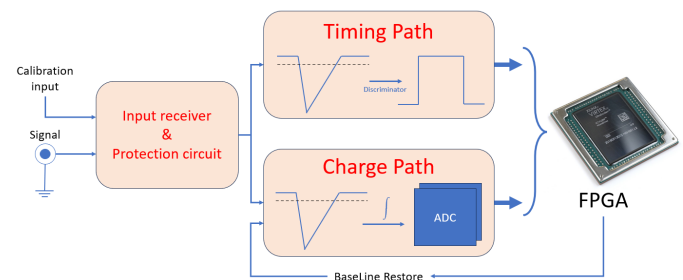 Timing Path
Discriminator
Calibration
input
Input receiver
&
Protection circuit
Signal
Charge Path
∫
ADC
FPGA
BaseLine Restore